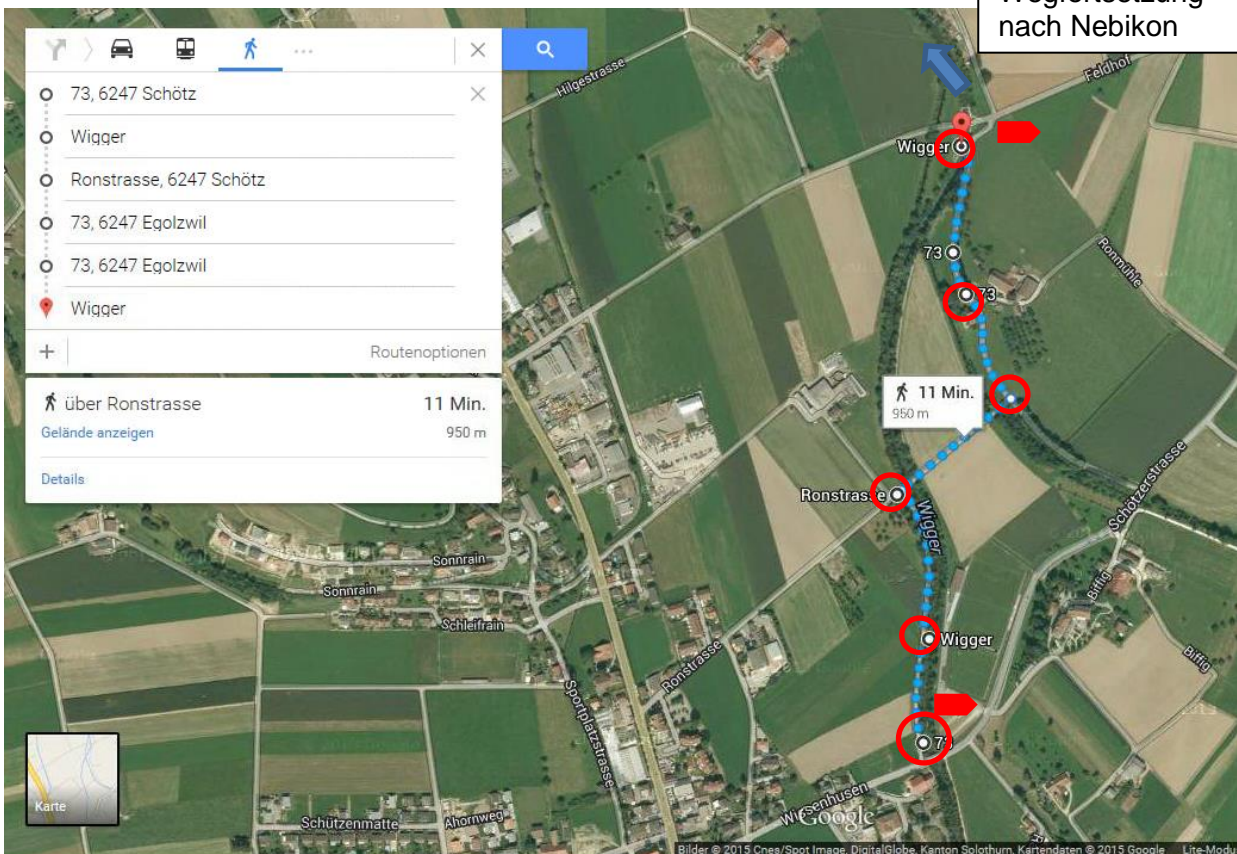 Wegfortsetzung
nach Nebikon
73, 6247 Schötz
Wigger
Ronstrasse, 6247 Schötz
73, 6247 Egolzwil
73, 6247 Egolzwil
Wigger
Routenoptionen
über Ronstrasse
11 Min.
Gelände anzeigen
950 m
Details
Hilgestrasse
Feldhof
Wigger
73
73
Ronmühle
11 Min.
950 m
Ronstrasse
Wigger
Schötzerstrasse
Sonnrain
Sonnrain
Schleifrain
Biffig
Biffig
Wigger
Ronstrasse
Sportplatzstrasse
73
Karte
Schützenmatte
Ahornweg
Google
Bilder © 2015 Cnes/Spot Image, DigitalGlobe, Kanton Solothurn, Kartendaten © 2015 Google